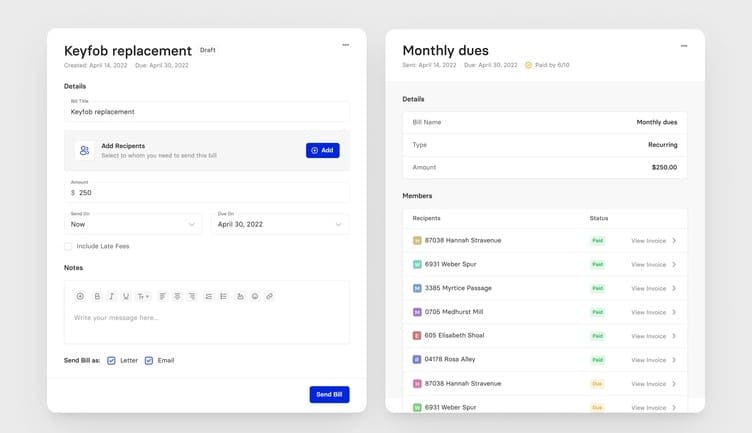 Keyfob replacement Draft
Created: April 14, 2022 Due: April 30, 2022
Details
Bill Title
Keyfob replacement
Add Recipents
Select to whom you need to send this bill
Add
Amount
$ 250
Send On
Now
Due On
April 30, 2022
Include Late Fees
Notes
B I U Tт
Write your message here...
Send Bill as: Letter Email
Send Bill
Monthly dues
Sent: April 14, 2022 Due: April 30, 2022 Paid by 6/10
Details
Bill Name Monthly dues
Type Recurring
Amount $250.00
Members
Recipents Status
H 87038 Hannah Stravenue Paid View Invoice
W 6931 Weber Spur Paid View Invoice
M 3385 Myrtice Passage Paid View Invoice
M 0705 Medhurst Mill Paid View Invoice
E 605 Elisabeth Shoal Paid View Invoice
R 04178 Rosa Alley Paid View Invoice
H 87038 Hannah Stravenue Due View Invoice
W 6931 Weber Spur Due View Invoice